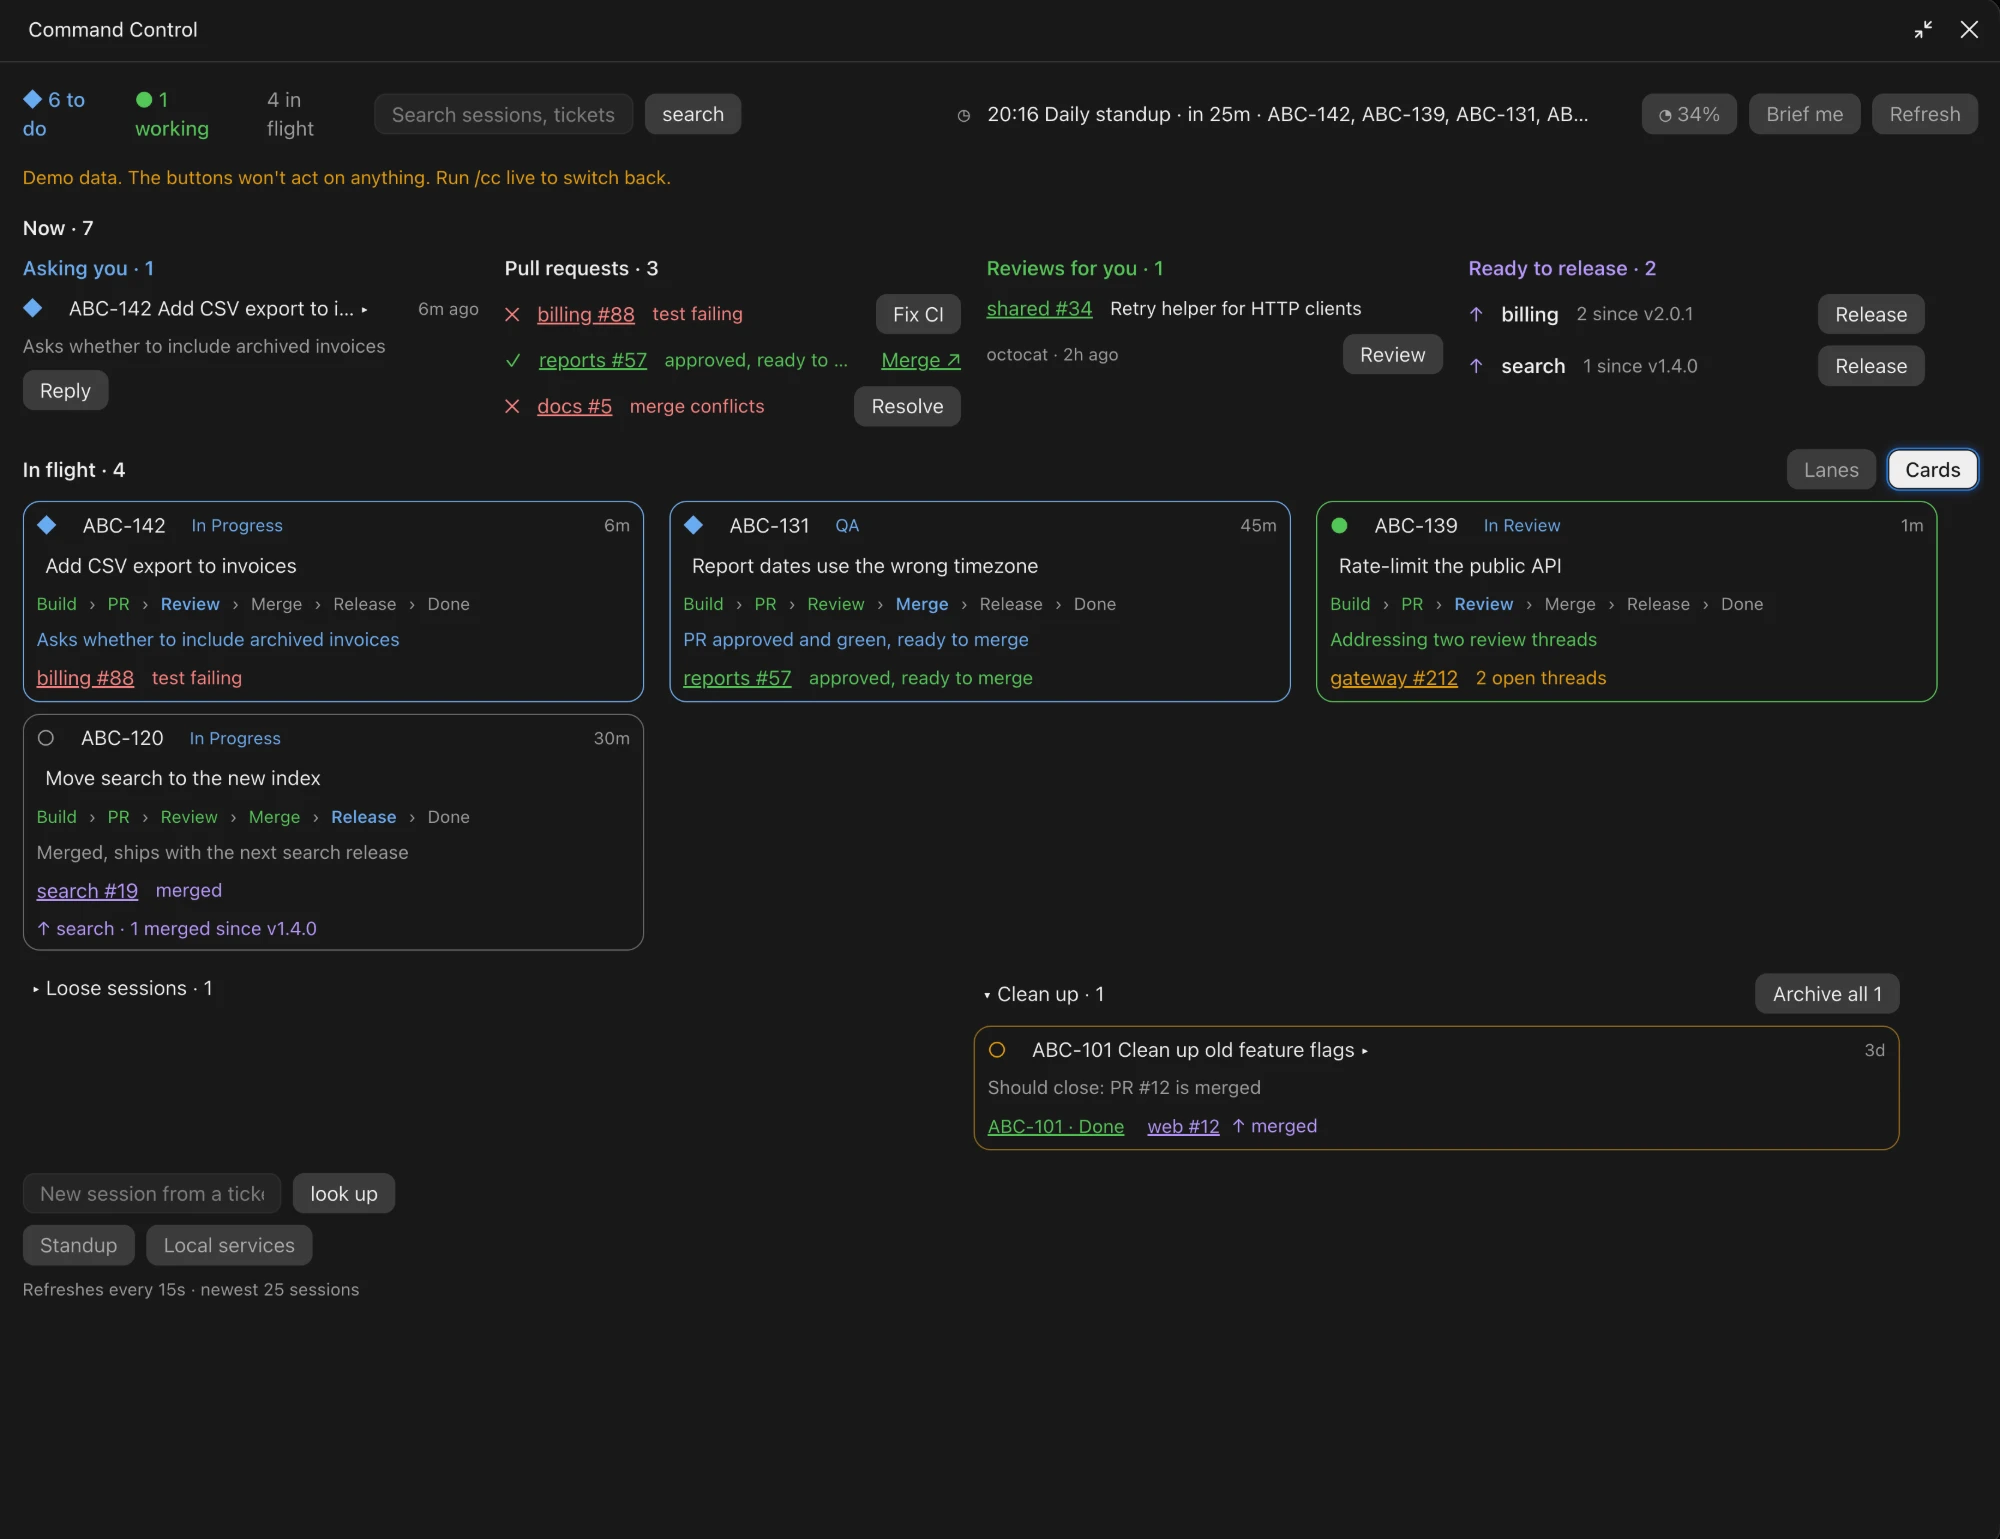 Command Control
6 to do
1 working
4 in flight
Search sessions, tickets
search
20:16 Daily standup · in 25m · ABC-142, ABC-139, ABC-131, AB...
34%
Brief me
Refresh
Demo data. The buttons won't act on anything. Run /cc live to switch back.
Now · 7
Asking you · 1
ABC-142 Add CSV export to i... ▸ 6m ago
Asks whether to include archived invoices
Reply
Pull requests · 3
✕ billing #88 test failing Fix CI
✓ reports #57 approved, ready to ... Merge ↗
✕ docs #5 merge conflicts Resolve
Reviews for you · 1
shared #34 Retry helper for HTTP clients
octocat · 2h ago Review
Ready to release · 2
↑ billing 2 since v2.0.1 Release
↑ search 1 since v1.4.0 Release
In flight · 4
Lanes
Cards
ABC-142 In Progress 6m
Add CSV export to invoices
Build › PR › Review › Merge › Release › Done
Asks whether to include archived invoices
billing #88 test failing
ABC-131 QA 45m
Report dates use the wrong timezone
Build › PR › Review › Merge › Release › Done
PR approved and green, ready to merge
reports #57 approved, ready to merge
ABC-139 In Review 1m
Rate-limit the public API
Build › PR › Review › Merge › Release › Done
Addressing two review threads
gateway #212 2 open threads
ABC-120 In Progress 30m
Move search to the new index
Build › PR › Review › Merge › Release › Done
Merged, ships with the next search release
search #19 merged
↑ search · 1 merged since v1.4.0
▸ Loose sessions · 1
▾ Clean up · 1
Archive all 1
ABC-101 Clean up old feature flags ▸ 3d
Should close: PR #12 is merged
ABC-101 · Done web #12 ↑ merged
New session from a ticke
look up
Standup
Local services
Refreshes every 15s · newest 25 sessions